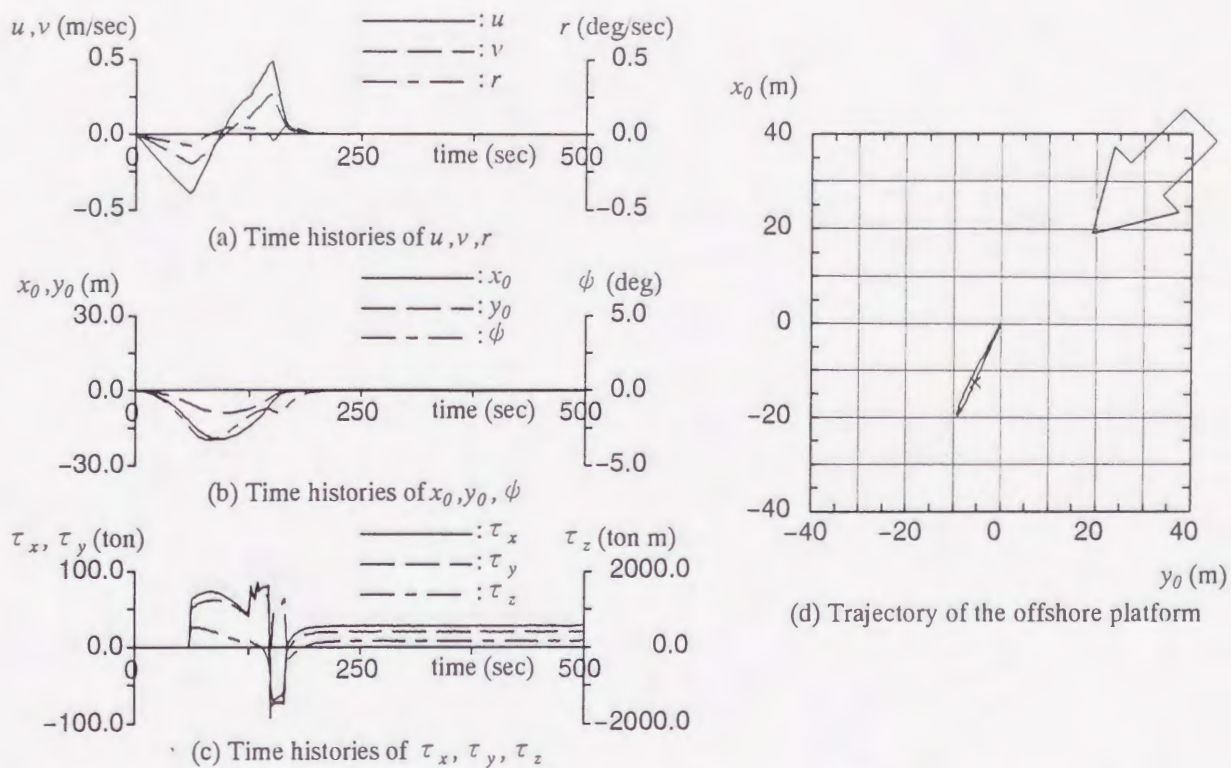 u, v (m/sec)
: u
r (deg/sec)
0.5
: v
0.5
: r
0.0
0.0
0
250
time (sec)
500
−0.5
−0.5
(a) Time histories of u, v, r
x₀, y₀ (m)
: x₀
ψ (deg)
30.0
: y₀
5.0
: ψ
0.0
0.0
0
250
time (sec)
500
−30.0
−5.0
(b) Time histories of x₀, y₀, ψ
τx, τy (ton)
: τx
τz (ton m)
100.0
: τy
2000.0
: τz
0.0
0.0
0
250
time (sec)
500
−100.0
−2000.0
(c) Time histories of τx, τy, τz
x₀ (m)
40
20
0
−20
−40
−40
−20
0
20
40
y₀ (m)
(d) Trajectory of the offshore platform